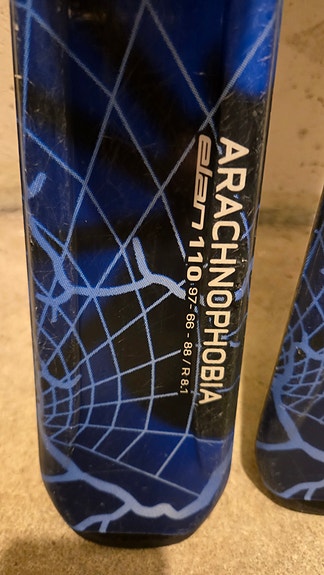 ARACHNOPHOBIA
elan 110 97 - 66 - 88 / R 8.1